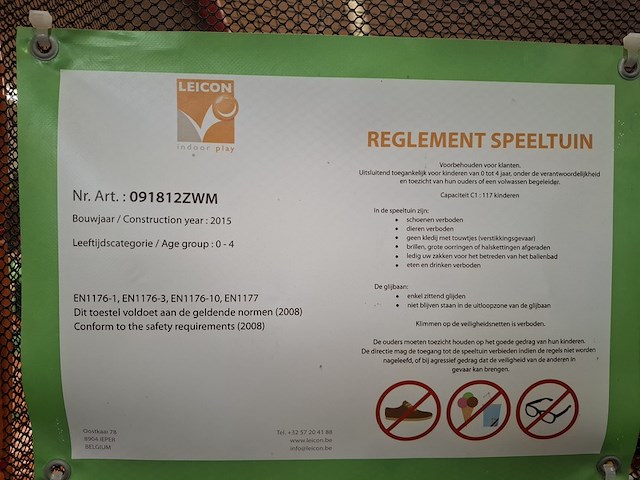 LEICON
indoor play
Nr. Art. : 091812ZWM
Bouwjaar / Construction year : 2015
Leeftijdscategorie / Age group : 0 - 4
EN1176-1, EN1176-3, EN1176-10, EN1177
Dit toestel voldoet aan de geldende normen (2008)
Conform to the safety requirements (2008)
Oostkaai 78
8904 IEPER
BELGIUM
Tel. +32 57 20 41 88
www.leicon.be
info@leicon.be
REGLEMENT SPEELTUIN
Voorbehouden voor klanten.
Uitsluitend toegankelijk voor kinderen van 0 tot 4 jaar, onder de verantwoordelijkheid
en toezicht van hun ouders of een volwassen begeleider.
Capaciteit C1 : 117 kinderen
In de speeltuin zijn:
• schoenen verboden
• dieren verboden
• geen kledij met touwtjes (verstikkingsgevaar)
• brillen, grote oorringen of halskettingen afgeraden
• ledig uw zakken voor het betreden van het ballenbad
• eten en drinken verboden
De glijbaan:
• enkel zittend glijden
• niet blijven staan in de uitloopzone van de glijbaan
Klimmen op de veiligheidsnetten is verboden.
De ouders moeten toezicht houden op het goede gedrag van hun kinderen.
De directie mag de toegang tot de speeltuin verbieden indien de regels niet worden
nageleefd, of bij agressief gedrag dat de veiligheid van de anderen in
gevaar kan brengen.